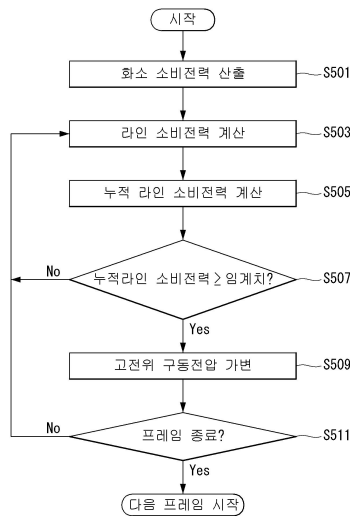 시작
화소 소비전력 산출
S501
라인 소비전력 계산
S503
누적 라인 소비전력 계산
S505
No
누적라인 소비전력≥임계치?
S507
Yes
고전위 구동전압 가변
S509
No
프레임 종료?
S511
Yes
다음 프레임 시작